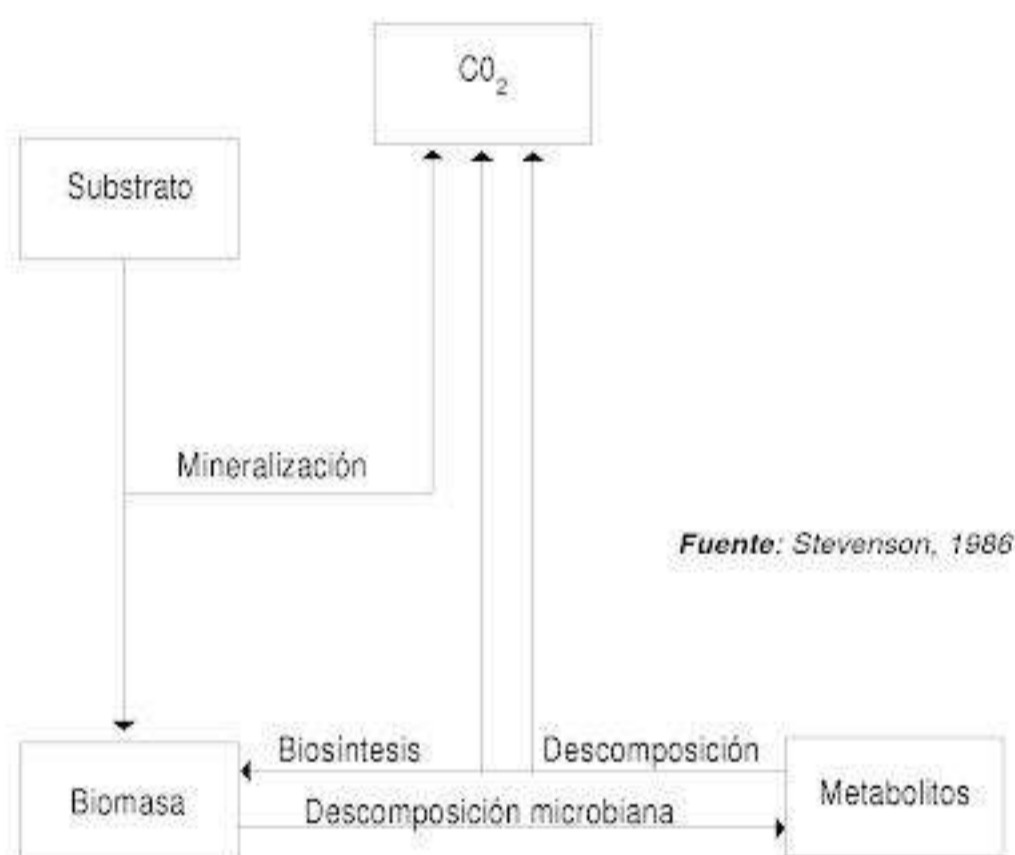 C0₂
Substrato
Mineralización
Fuente: Stevenson, 1986
Biosíntesis
Descomposición
Biomasa
Descomposición microbiana
Metabolitos